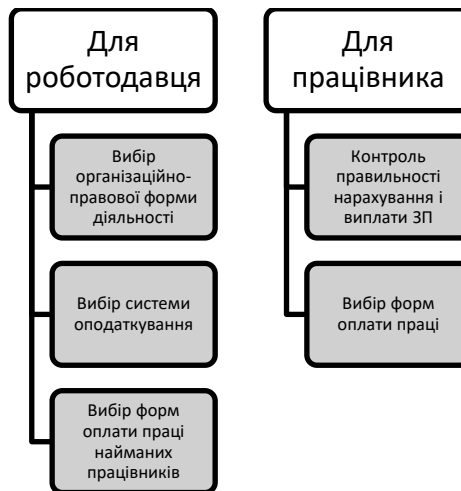 Для
роботодавця
Вибір
організаційно-
правової форми
діяльності
Вибір системи
оподаткування
Вибір форм
оплати праці
найманих
працівників
Для
працівника
Контроль
правильності
нарахування і
виплати ЗП
Вибір форм
оплати праці